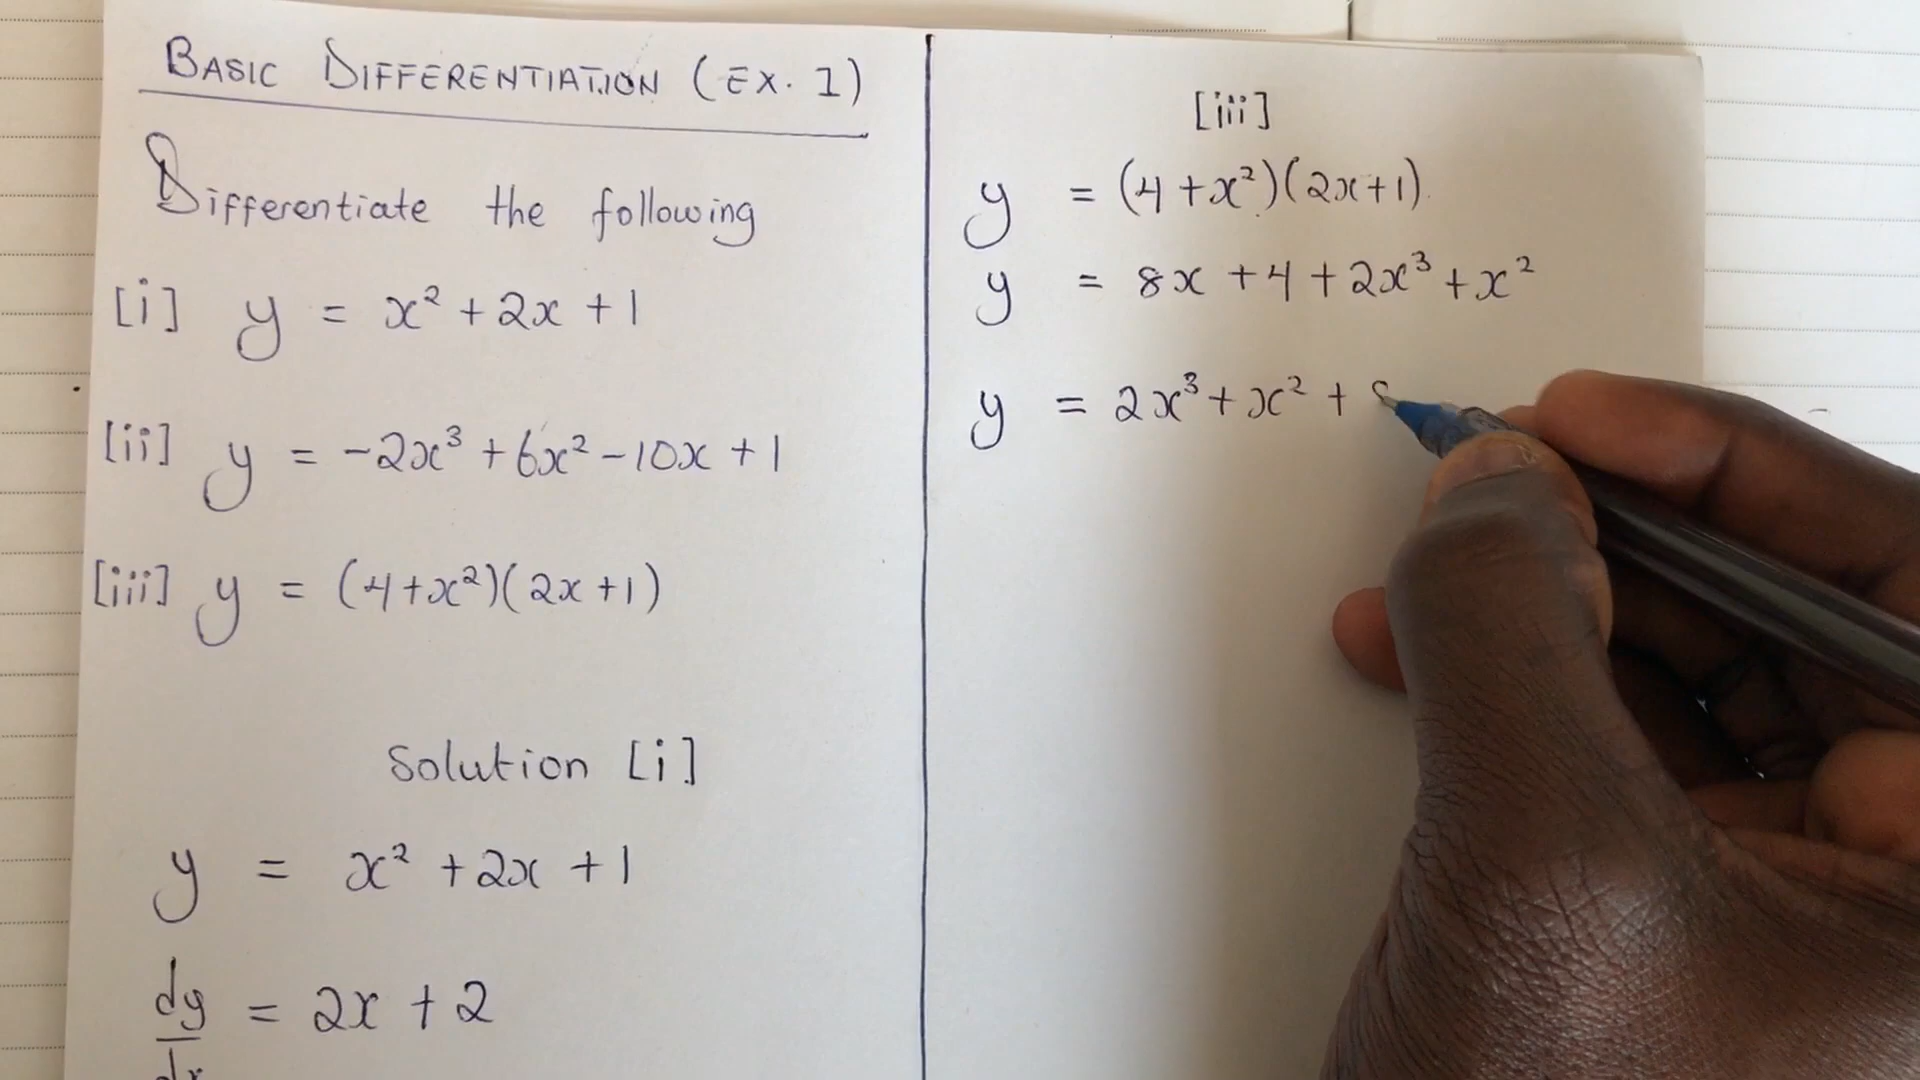 BASIC DIFFERENTIATION (EX. 1)
Differentiate the following
[i] y = x² + 2x + 1
[ii] y = -2x³ + 6x² - 10x + 1
[iii] y = (4+x²)(2x+1)
Solution [i]
y = x² + 2x + 1
dy/dx = 2x + 2
[iii]
y = (4+x²)(2x+1)
y = 8x + 4 + 2x³ + x²
y = 2x³ + x² +